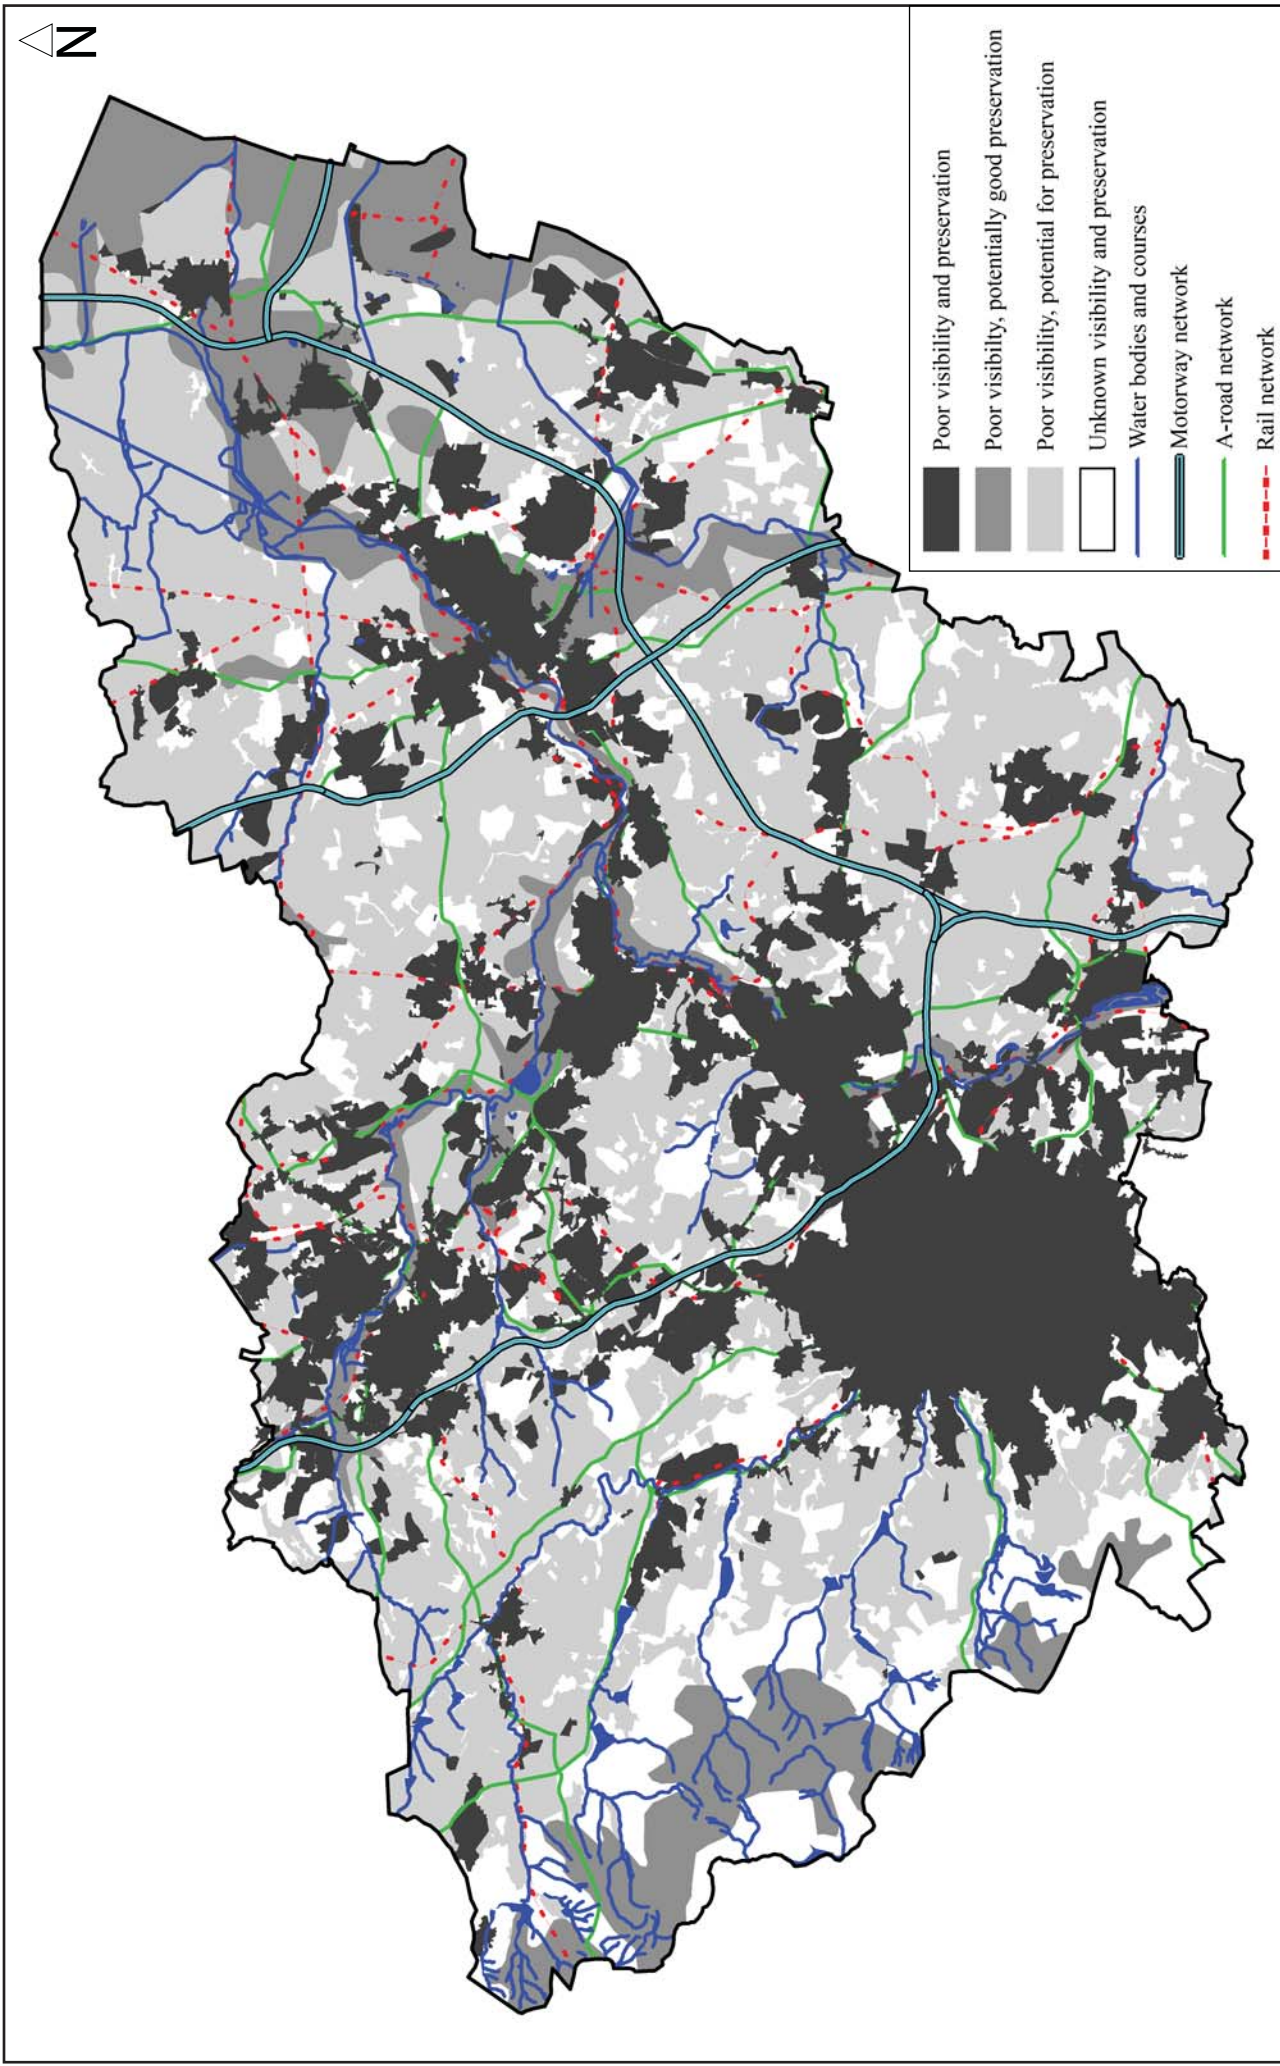 N
Poor visibility and preservation
Poor visibilty, potentially good preservation
Poor visibility, potential for preservation
Unknown visibility and preservation
Water bodies and courses
Motorway network
A-road network
Rail network